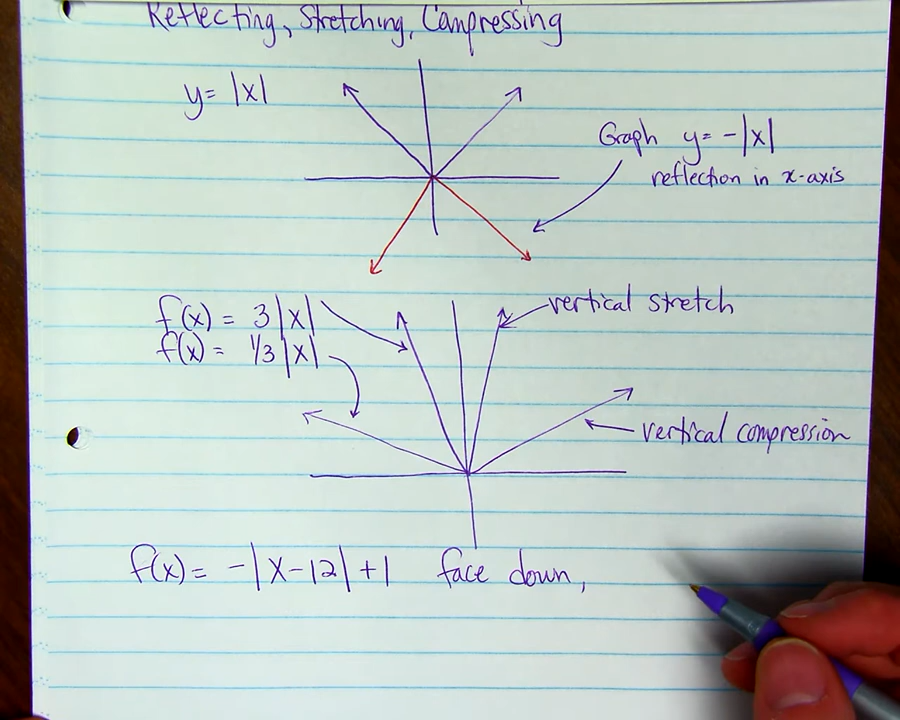 Reflecting, Stretching, Compressing
y= |x|
Graph y= -|x|
reflection in x-axis
f(x) = 3|x|
vertical stretch
f(x) = 1/3|x|
vertical compression
f(x)= -|x-12|+1 face down,